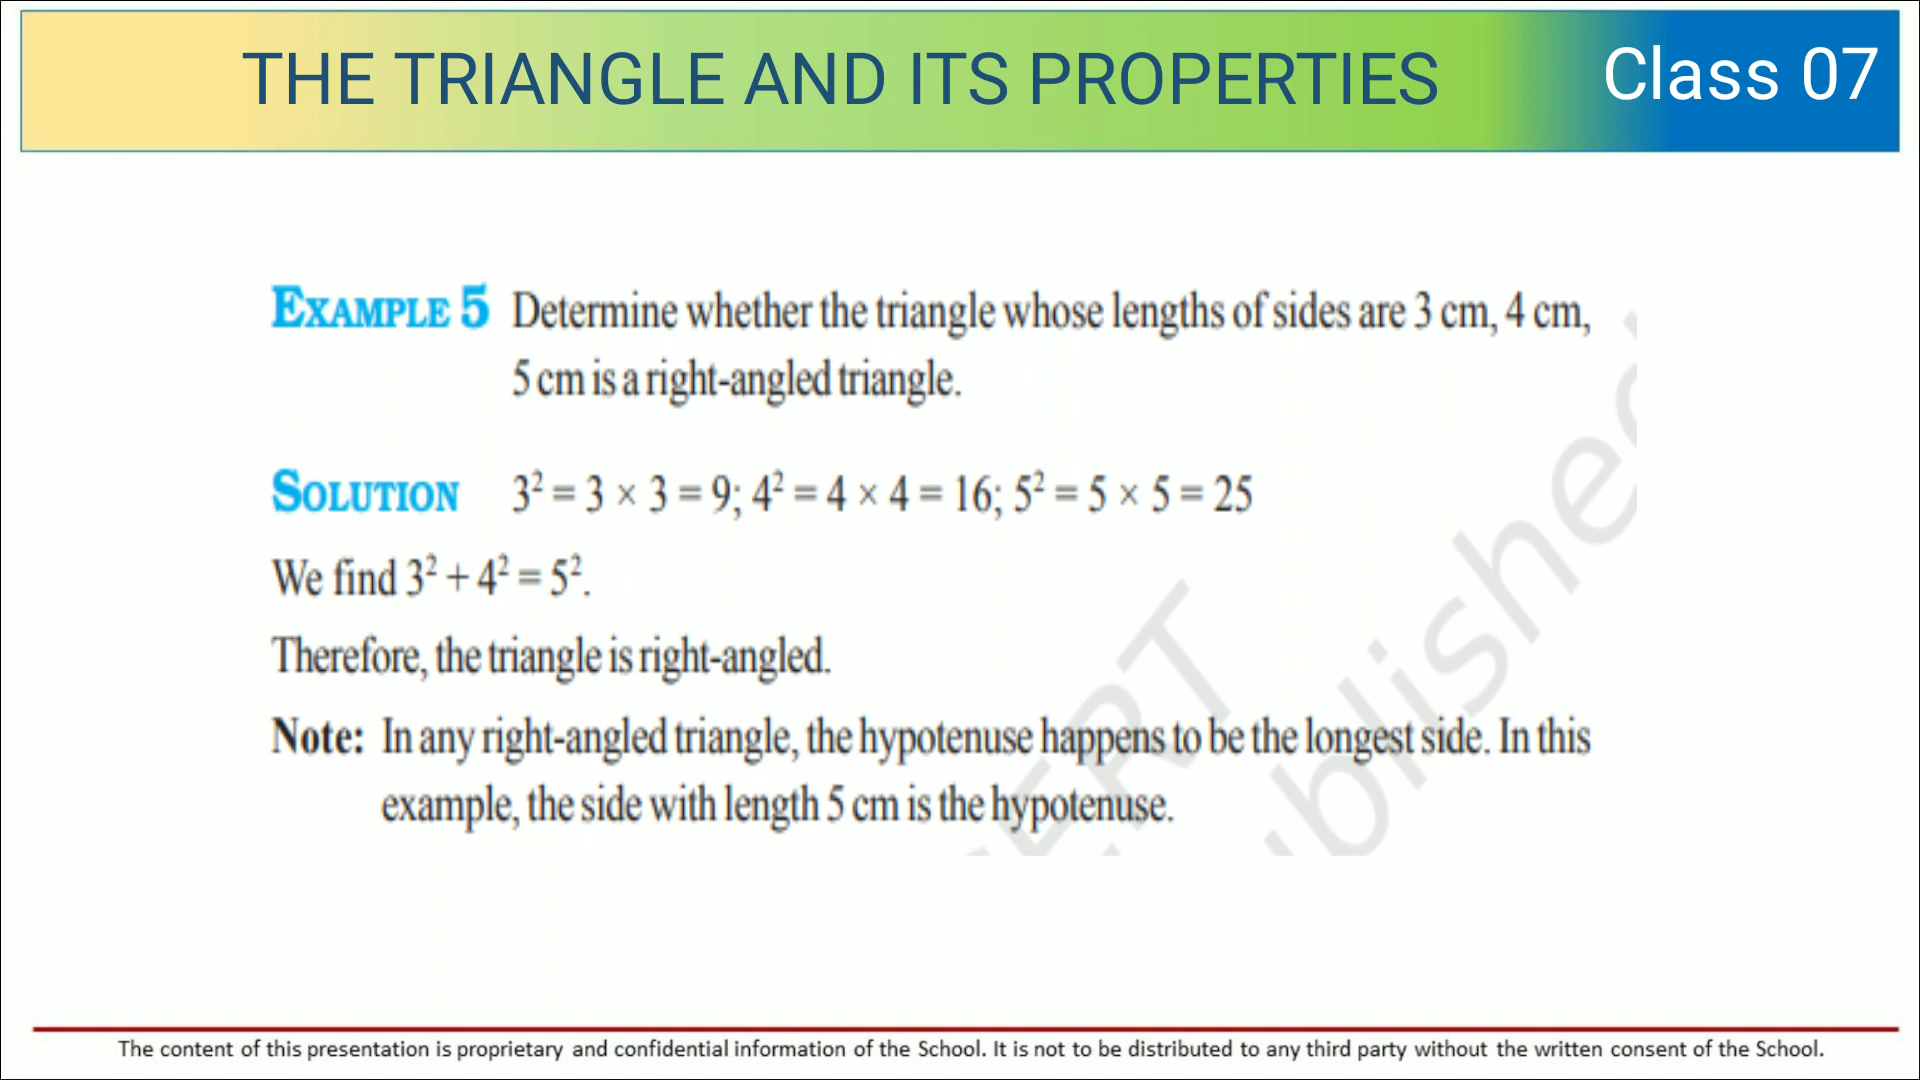 THE TRIANGLE AND ITS PROPERTIES
Class 07
EXAMPLE 5 Determine whether the triangle whose lengths of sides are 3 cm, 4 cm,
5 cm is a right-angled triangle.
SOLUTION 3² = 3 × 3 = 9; 4² = 4 × 4 = 16; 5² = 5 × 5 = 25
We find 3² + 4² = 5².
Therefore, the triangle is right-angled.
Note: In any right-angled triangle, the hypotenuse happens to be the longest side. In this
example, the side with length 5 cm is the hypotenuse.
The content of this presentation is proprietary and confidential information of the School. It is not to be distributed to any third party without the written consent of the School.